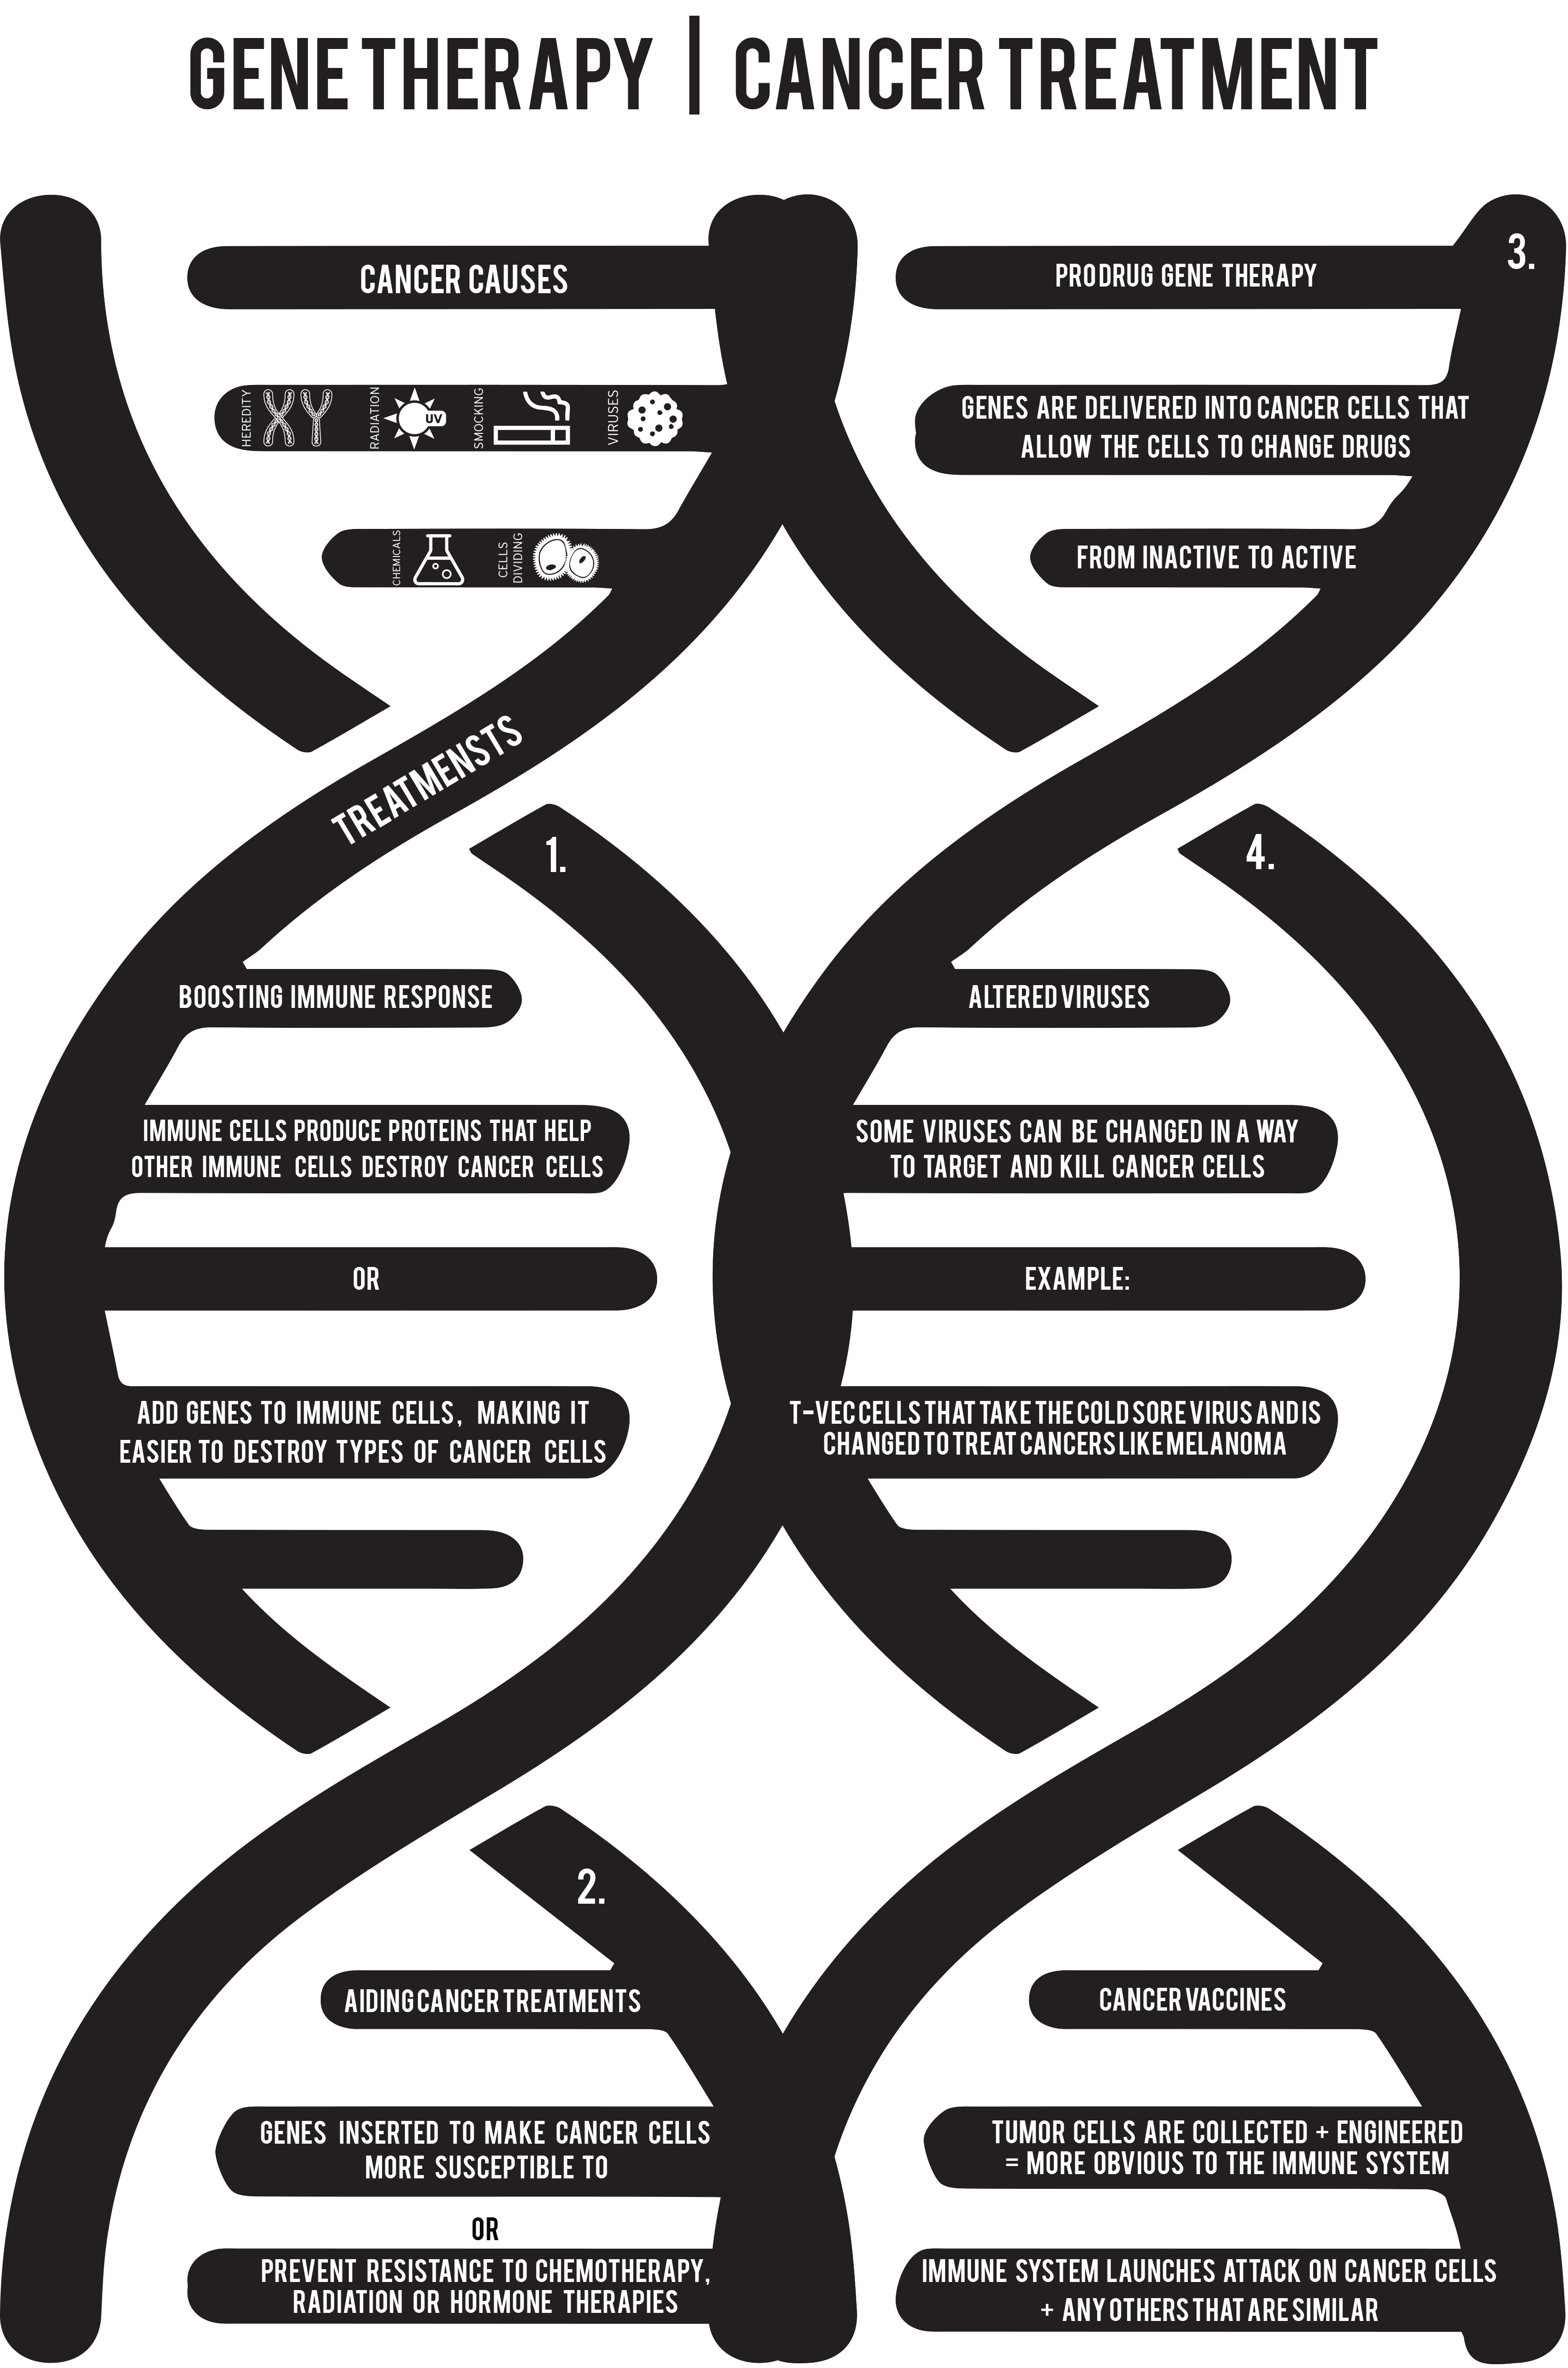 GENE THERAPY | CANCER TREATMENT
CANCER CAUSES
HEREDITY
RADIATION
UV
SMOCKING
VIRUSES
CHEMICALS
CELLS
DIVIDING
TREATMENSTS
1.
BOOSTING IMMUNE RESPONSE
IMMUNE CELLS PRODUCE PROTEINS THAT HELP
OTHER IMMUNE CELLS DESTROY CANCER CELLS
OR
ADD GENES TO IMMUNE CELLS, MAKING IT
EASIER TO DESTROY TYPES OF CANCER CELLS
2.
AIDING CANCER TREATMENTS
GENES INSERTED TO MAKE CANCER CELLS
MORE SUSCEPTIBLE TO
OR
PREVENT RESISTANCE TO CHEMOTHERAPY,
RADIATION OR HORMONE THERAPIES
3.
PRODRUG GENE THERAPY
GENES ARE DELIVERED INTO CANCER CELLS THAT
ALLOW THE CELLS TO CHANGE DRUGS
FROM INACTIVE TO ACTIVE
4.
ALTERED VIRUSES
SOME VIRUSES CAN BE CHANGED IN A WAY
TO TARGET AND KILL CANCER CELLS
EXAMPLE:
T-VEC CELLS THAT TAKE THE COLD SORE VIRUS AND IS
CHANGED TO TREAT CANCERS LIKE MELANOMA
CANCER VACCINES
TUMOR CELLS ARE COLLECTED + ENGINEERED
= MORE OBVIOUS TO THE IMMUNE SYSTEM
IMMUNE SYSTEM LAUNCHES ATTACK ON CANCER CELLS
+ ANY OTHERS THAT ARE SIMILAR